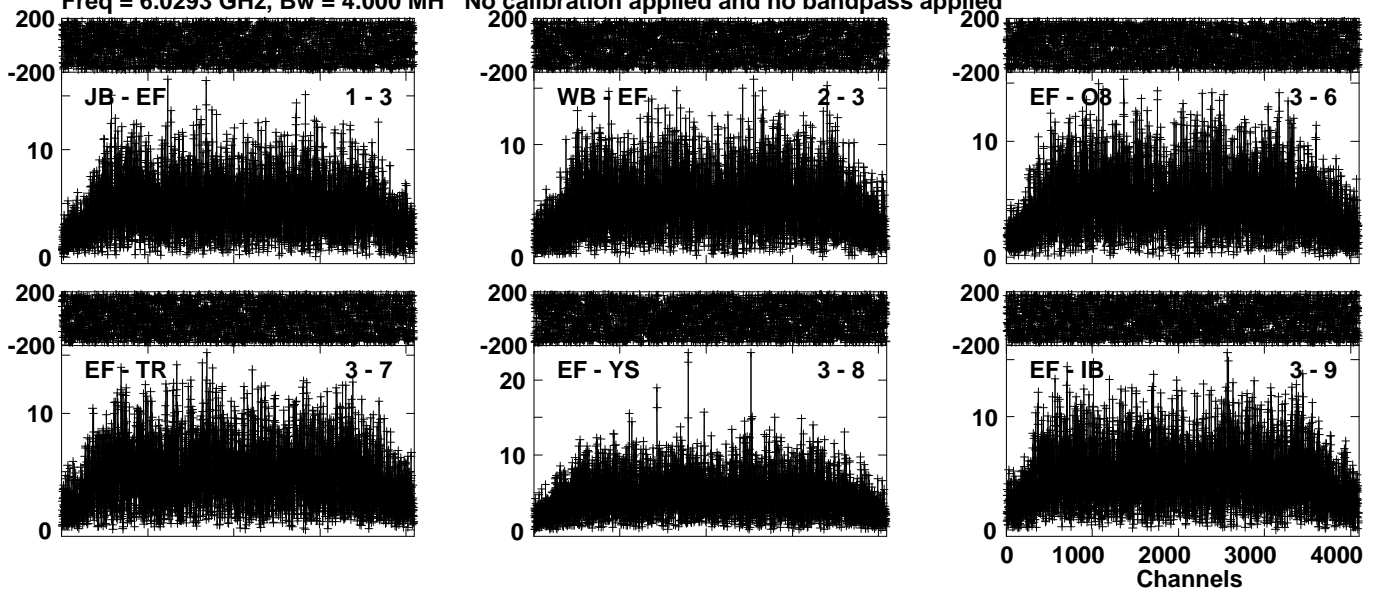 Freq = 6.0293 GHz, Bw = 4.000 MH No calibration applied and no bandpass applied
200 200 200
-200 -200 -200
JB - EF 1 - 3 WB - EF 2 - 3 EF - O8 3 - 6
10 10 10
0 0 0
200 200 200
-200 -200 -200
EF - TR 3 - 7 EF - YS 3 - 8 EF - IB 3 - 9
20
10 10 10
0 0 0
0 1000 2000 3000 4000
Channels